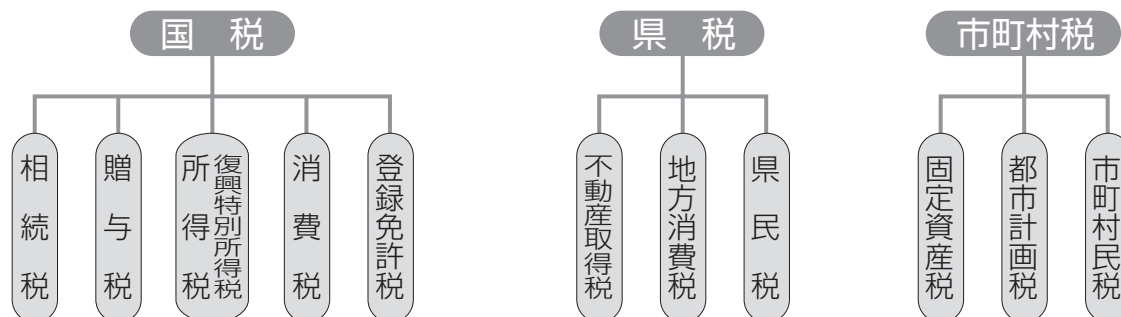 国　税
県　税
市町村税
相続税
贈与税
所得税
復興特別所得税
消費税
登録免許税
不動産取得税
地方消費税
県民税
固定資産税
都市計画税
市町村民税